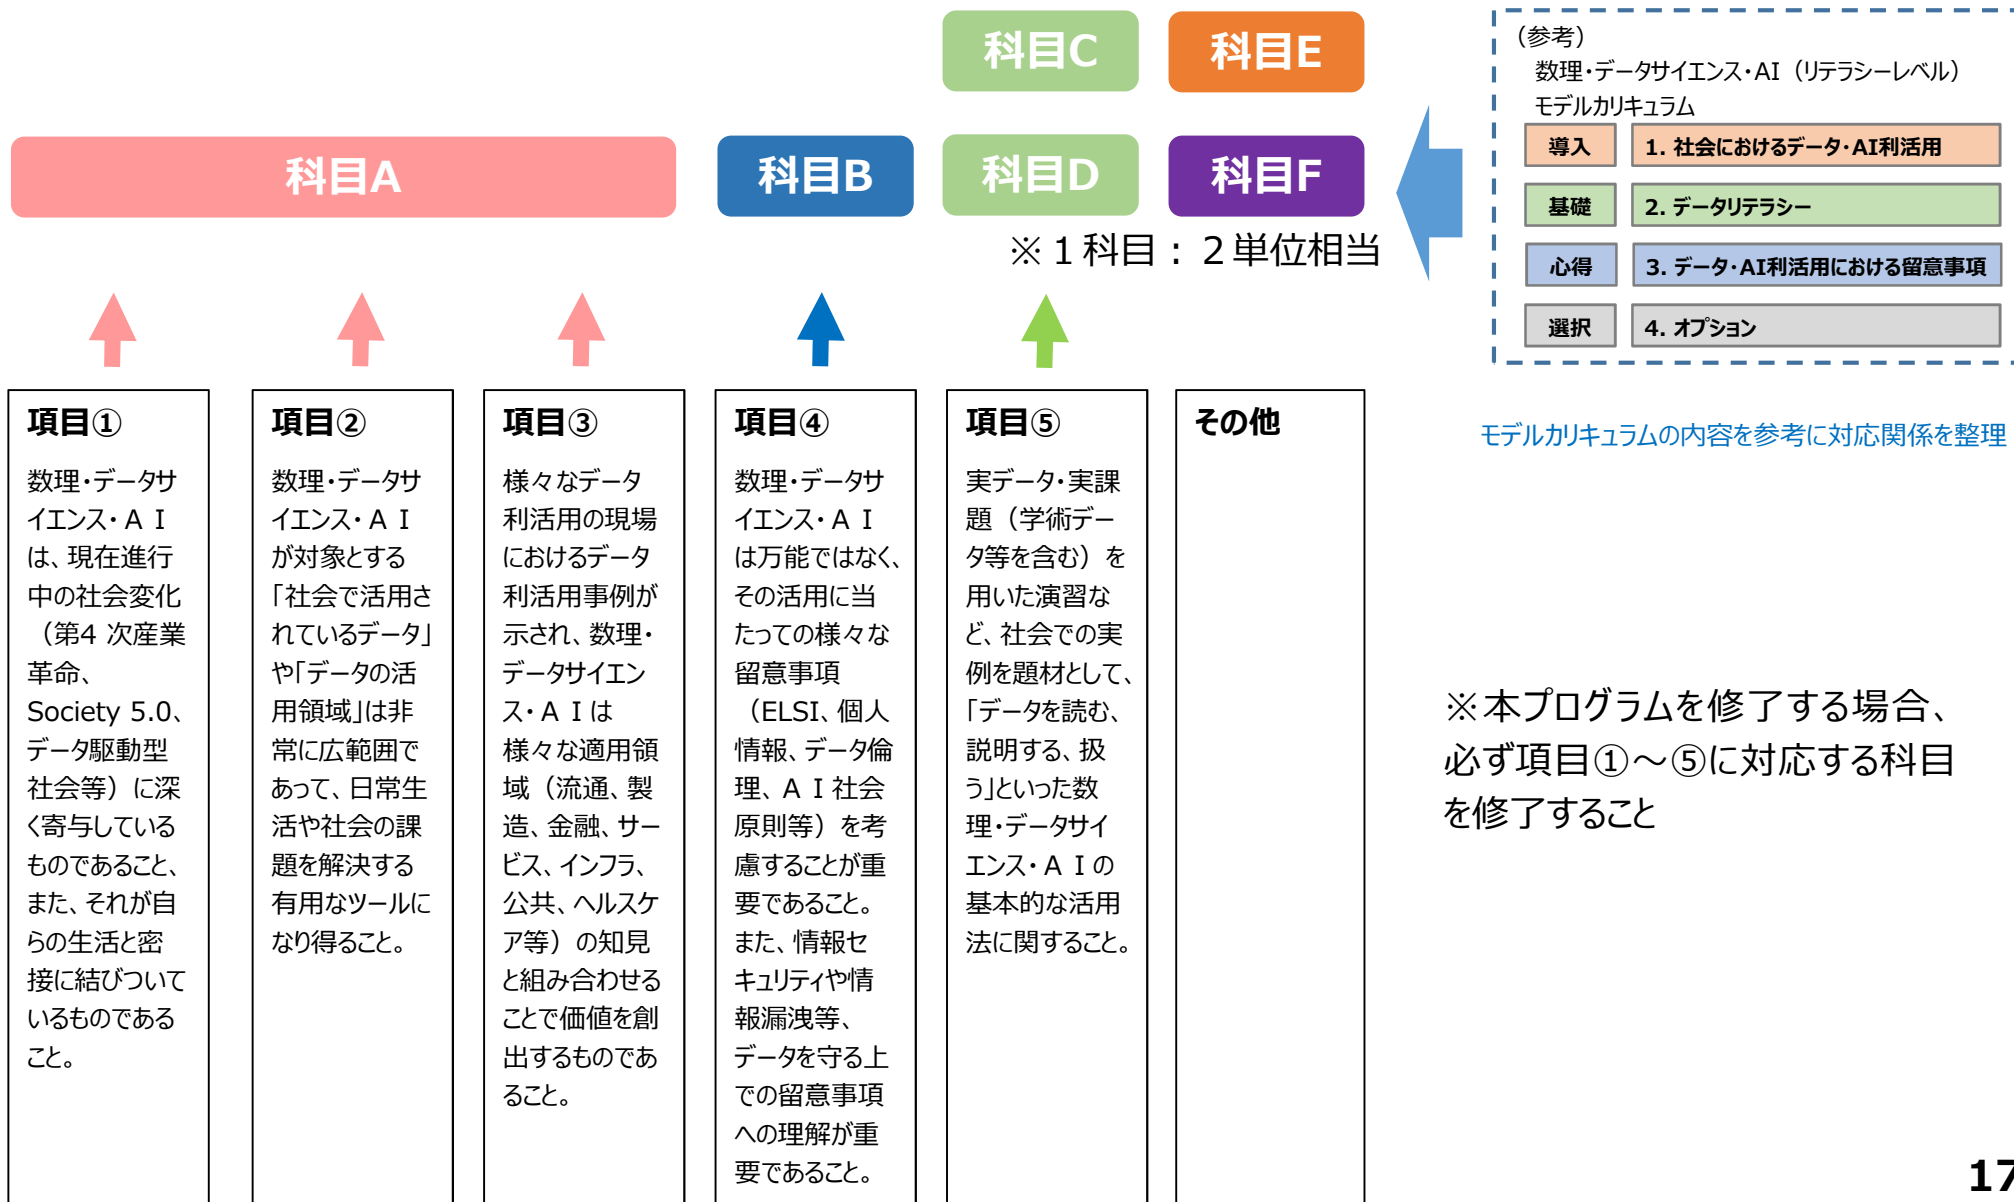 科目C
科目E
科目A
科目B
科目D
科目F
※１科目：２単位相当
（参考）
数理・データサイエンス・AI（リテラシーレベル）
モデルカリキュラム
導入
1. 社会におけるデータ・AI利活用
基礎
2. データリテラシー
心得
3. データ・AI利活用における留意事項
選択
4. オプション
モデルカリキュラムの内容を参考に対応関係を整理
項目①
数理・データサ
イエンス・ＡＩ
は、現在進行
中の社会変化
（第4 次産業
革命、
Society 5.0、
データ駆動型
社会等）に深
く寄与している
ものであること、
また、それが自
らの生活と密
接に結びついて
いるものである
こと。
項目②
数理・データサ
イエンス・ＡＩ
が対象とする
「社会で活用さ
れているデータ」
や「データの活
用領域」は非
常に広範囲で
あって、日常生
活や社会の課
題を解決する
有用なツールに
なり得ること。
項目③
様々なデータ
利活用の現場
におけるデータ
利活用事例が
示され、数理・
データサイエン
ス・ＡＩは
様々な適用領
域（流通、製
造、金融、サー
ビス、インフラ、
公共、ヘルスケ
ア等）の知見
と組み合わせる
ことで価値を創
出するものであ
ること。
項目④
数理・データサ
イエンス・ＡＩ
は万能ではなく、
その活用に当
たっての様々な
留意事項
（ELSI、個人
情報、データ倫
理、ＡＩ社会
原則等）を考
慮することが重
要であること。
また、情報セ
キュリティや情
報漏洩等、
データを守る上
での留意事項
への理解が重
要であること。
項目⑤
実データ・実課
題（学術デー
タ等を含む）を
用いた演習な
ど、社会での実
例を題材として、
「データを読む、
説明する、扱
う」といった数
理・データサイ
エンス・ＡＩの
基本的な活用
法に関すること。
その他
※本プログラムを修了する場合、
必ず項目①～⑤に対応する科目
を修了すること
17